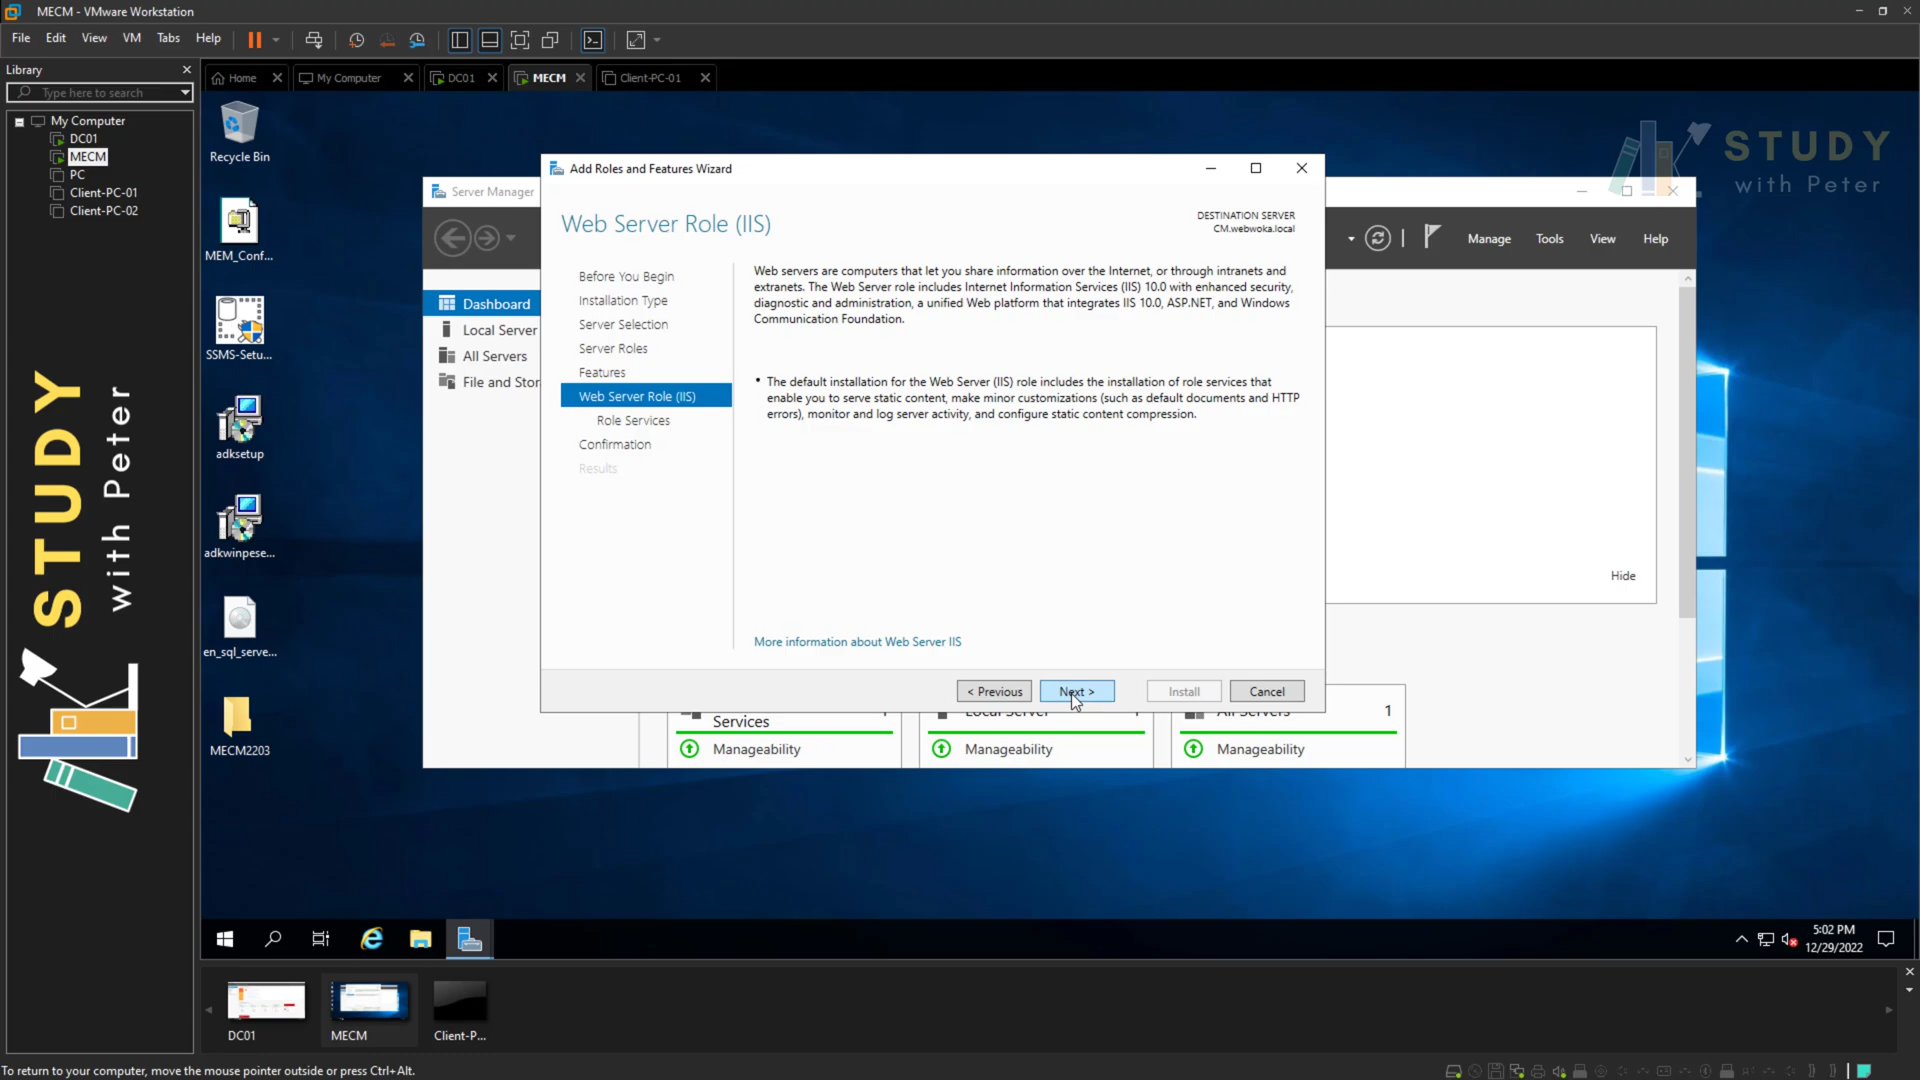 MECM - VMware Workstation
File Edit View VM Tabs Help
Library
Type here to search
My Computer
DC01
MECM
PC
Client-PC-01
Client-PC-02
Home
My Computer
DC01
MECM
Client-PC-01
STUDY
with Peter
STUDY
with Peter
Recycle Bin
MEM_Conf...
SSMS-Setu...
adksetup
adkwinpese...
en_sql_serve...
MECM2203
Server Manager
Manage Tools View Help
Dashboard
Local Server
All Servers
File and Stor
Hide
Services
Manageability
Local Server 1
Manageability
All Servers 1
Manageability
Add Roles and Features Wizard
Web Server Role (IIS)
DESTINATION SERVER
CM.webwoka.local
Before You Begin
Installation Type
Server Selection
Server Roles
Features
Web Server Role (IIS)
Role Services
Confirmation
Results
Web servers are computers that let you share information over the Internet, or through intranets and
extranets. The Web Server role includes Internet Information Services (IIS) 10.0 with enhanced security,
diagnostic and administration, a unified Web platform that integrates IIS 10.0, ASP.NET, and Windows
Communication Foundation.
• The default installation for the Web Server (IIS) role includes the installation of role services that
enable you to serve static content, make minor customizations (such as default documents and HTTP
errors), monitor and log server activity, and configure static content compression.
More information about Web Server IIS
< Previous Next > Install Cancel
5:02 PM
12/29/2022
DC01
MECM
Client-P...
To return to your computer, move the mouse pointer outside or press Ctrl+Alt.